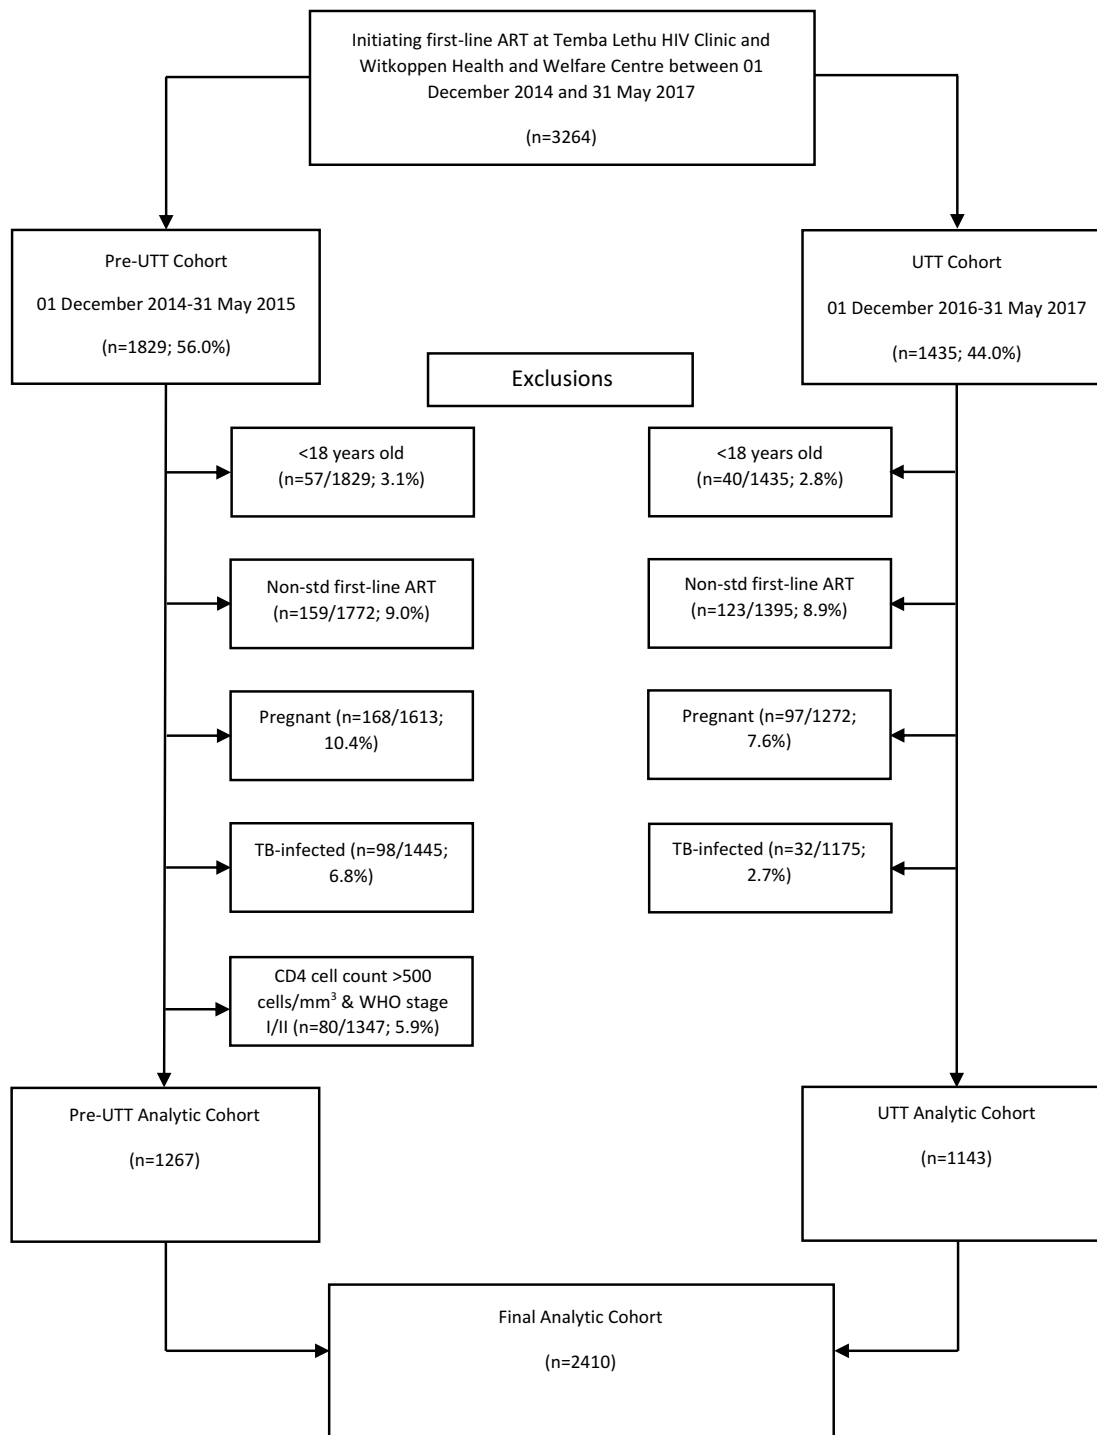 Initiating first-line ART at Temba Lethu HIV Clinic and
Witkoppen Health and Welfare Centre between 01
December 2014 and 31 May 2017
(n=3264)
Pre-UTT Cohort
01 December 2014-31 May 2015
(n=1829; 56.0%)
UTT Cohort
01 December 2016-31 May 2017
(n=1435; 44.0%)
Exclusions
<18 years old
(n=57/1829; 3.1%)
<18 years old
(n=40/1435; 2.8%)
Non-std first-line ART
(n=159/1772; 9.0%)
Non-std first-line ART
(n=123/1395; 8.9%)
Pregnant (n=168/1613;
10.4%)
Pregnant (n=97/1272;
7.6%)
TB-infected (n=98/1445;
6.8%)
TB-infected (n=32/1175;
2.7%)
CD4 cell count >500
cells/mm³ & WHO stage
I/II (n=80/1347; 5.9%)
Pre-UTT Analytic Cohort
(n=1267)
UTT Analytic Cohort
(n=1143)
Final Analytic Cohort
(n=2410)